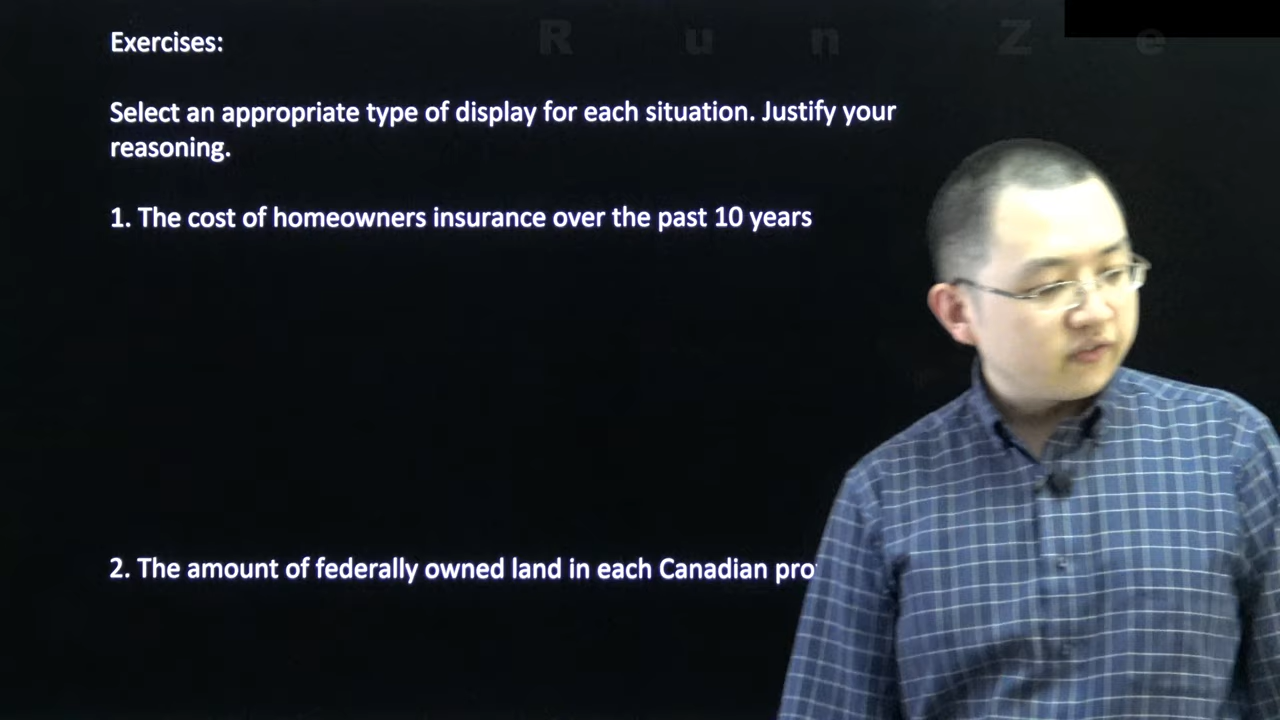 R u n Z e
Exercises:
Select an appropriate type of display for each situation. Justify your
reasoning.
1. The cost of homeowners insurance over the past 10 years
2. The amount of federally owned land in each Canadian